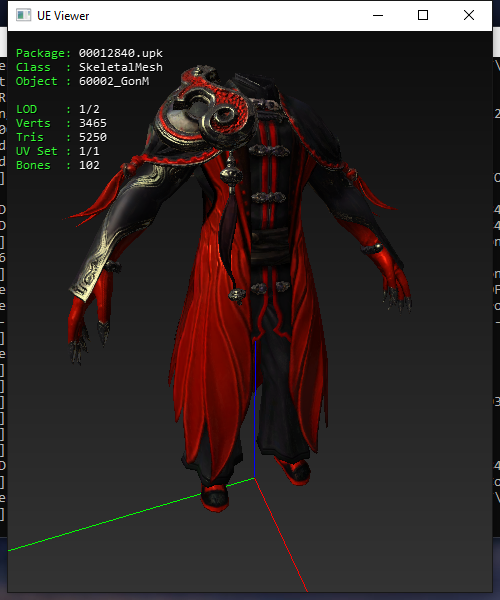 UE Viewer
Package: 00012840.upk
Class : SkeletalMesh
Object : 60002_GonM
LOD : 1/2
Verts : 3465
Tris : 5250
UV Set : 1/1
Bones : 102